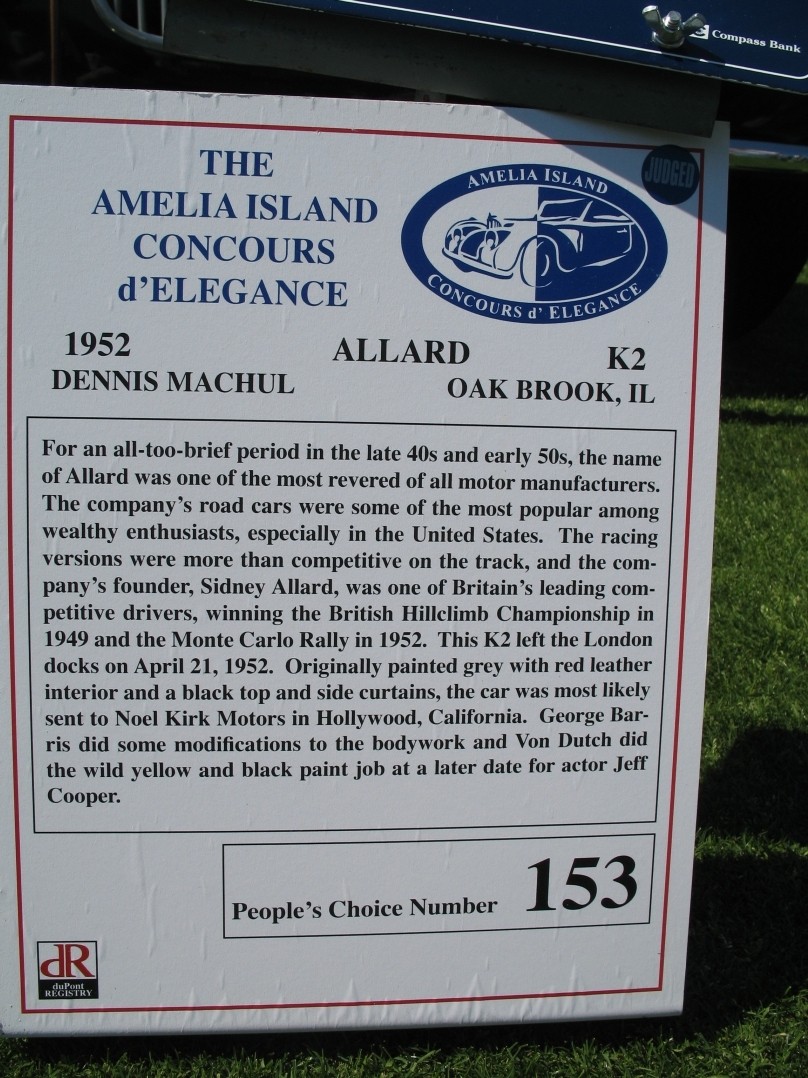 Compass Bank
JUDGED
THE
AMELIA ISLAND
CONCOURS
d'ELEGANCE
AMELIA ISLAND
CONCOURS d' ELEGANCE
1952 ALLARD K2
DENNIS MACHUL OAK BROOK, IL
For an all-too-brief period in the late 40s and early 50s, the name
of Allard was one of the most revered of all motor manufacturers.
The company's road cars were some of the most popular among
wealthy enthusiasts, especially in the United States. The racing
versions were more than competitive on the track, and the com-
pany's founder, Sidney Allard, was one of Britain's leading com-
petitive drivers, winning the British Hillclimb Championship in
1949 and the Monte Carlo Rally in 1952. This K2 left the London
docks on April 21, 1952. Originally painted grey with red leather
interior and a black top and side curtains, the car was most likely
sent to Noel Kirk Motors in Hollywood, California. George Bar-
ris did some modifications to the bodywork and Von Dutch did
the wild yellow and black paint job at a later date for actor Jeff
Cooper.
People's Choice Number 153
dR
duPont
REGISTRY